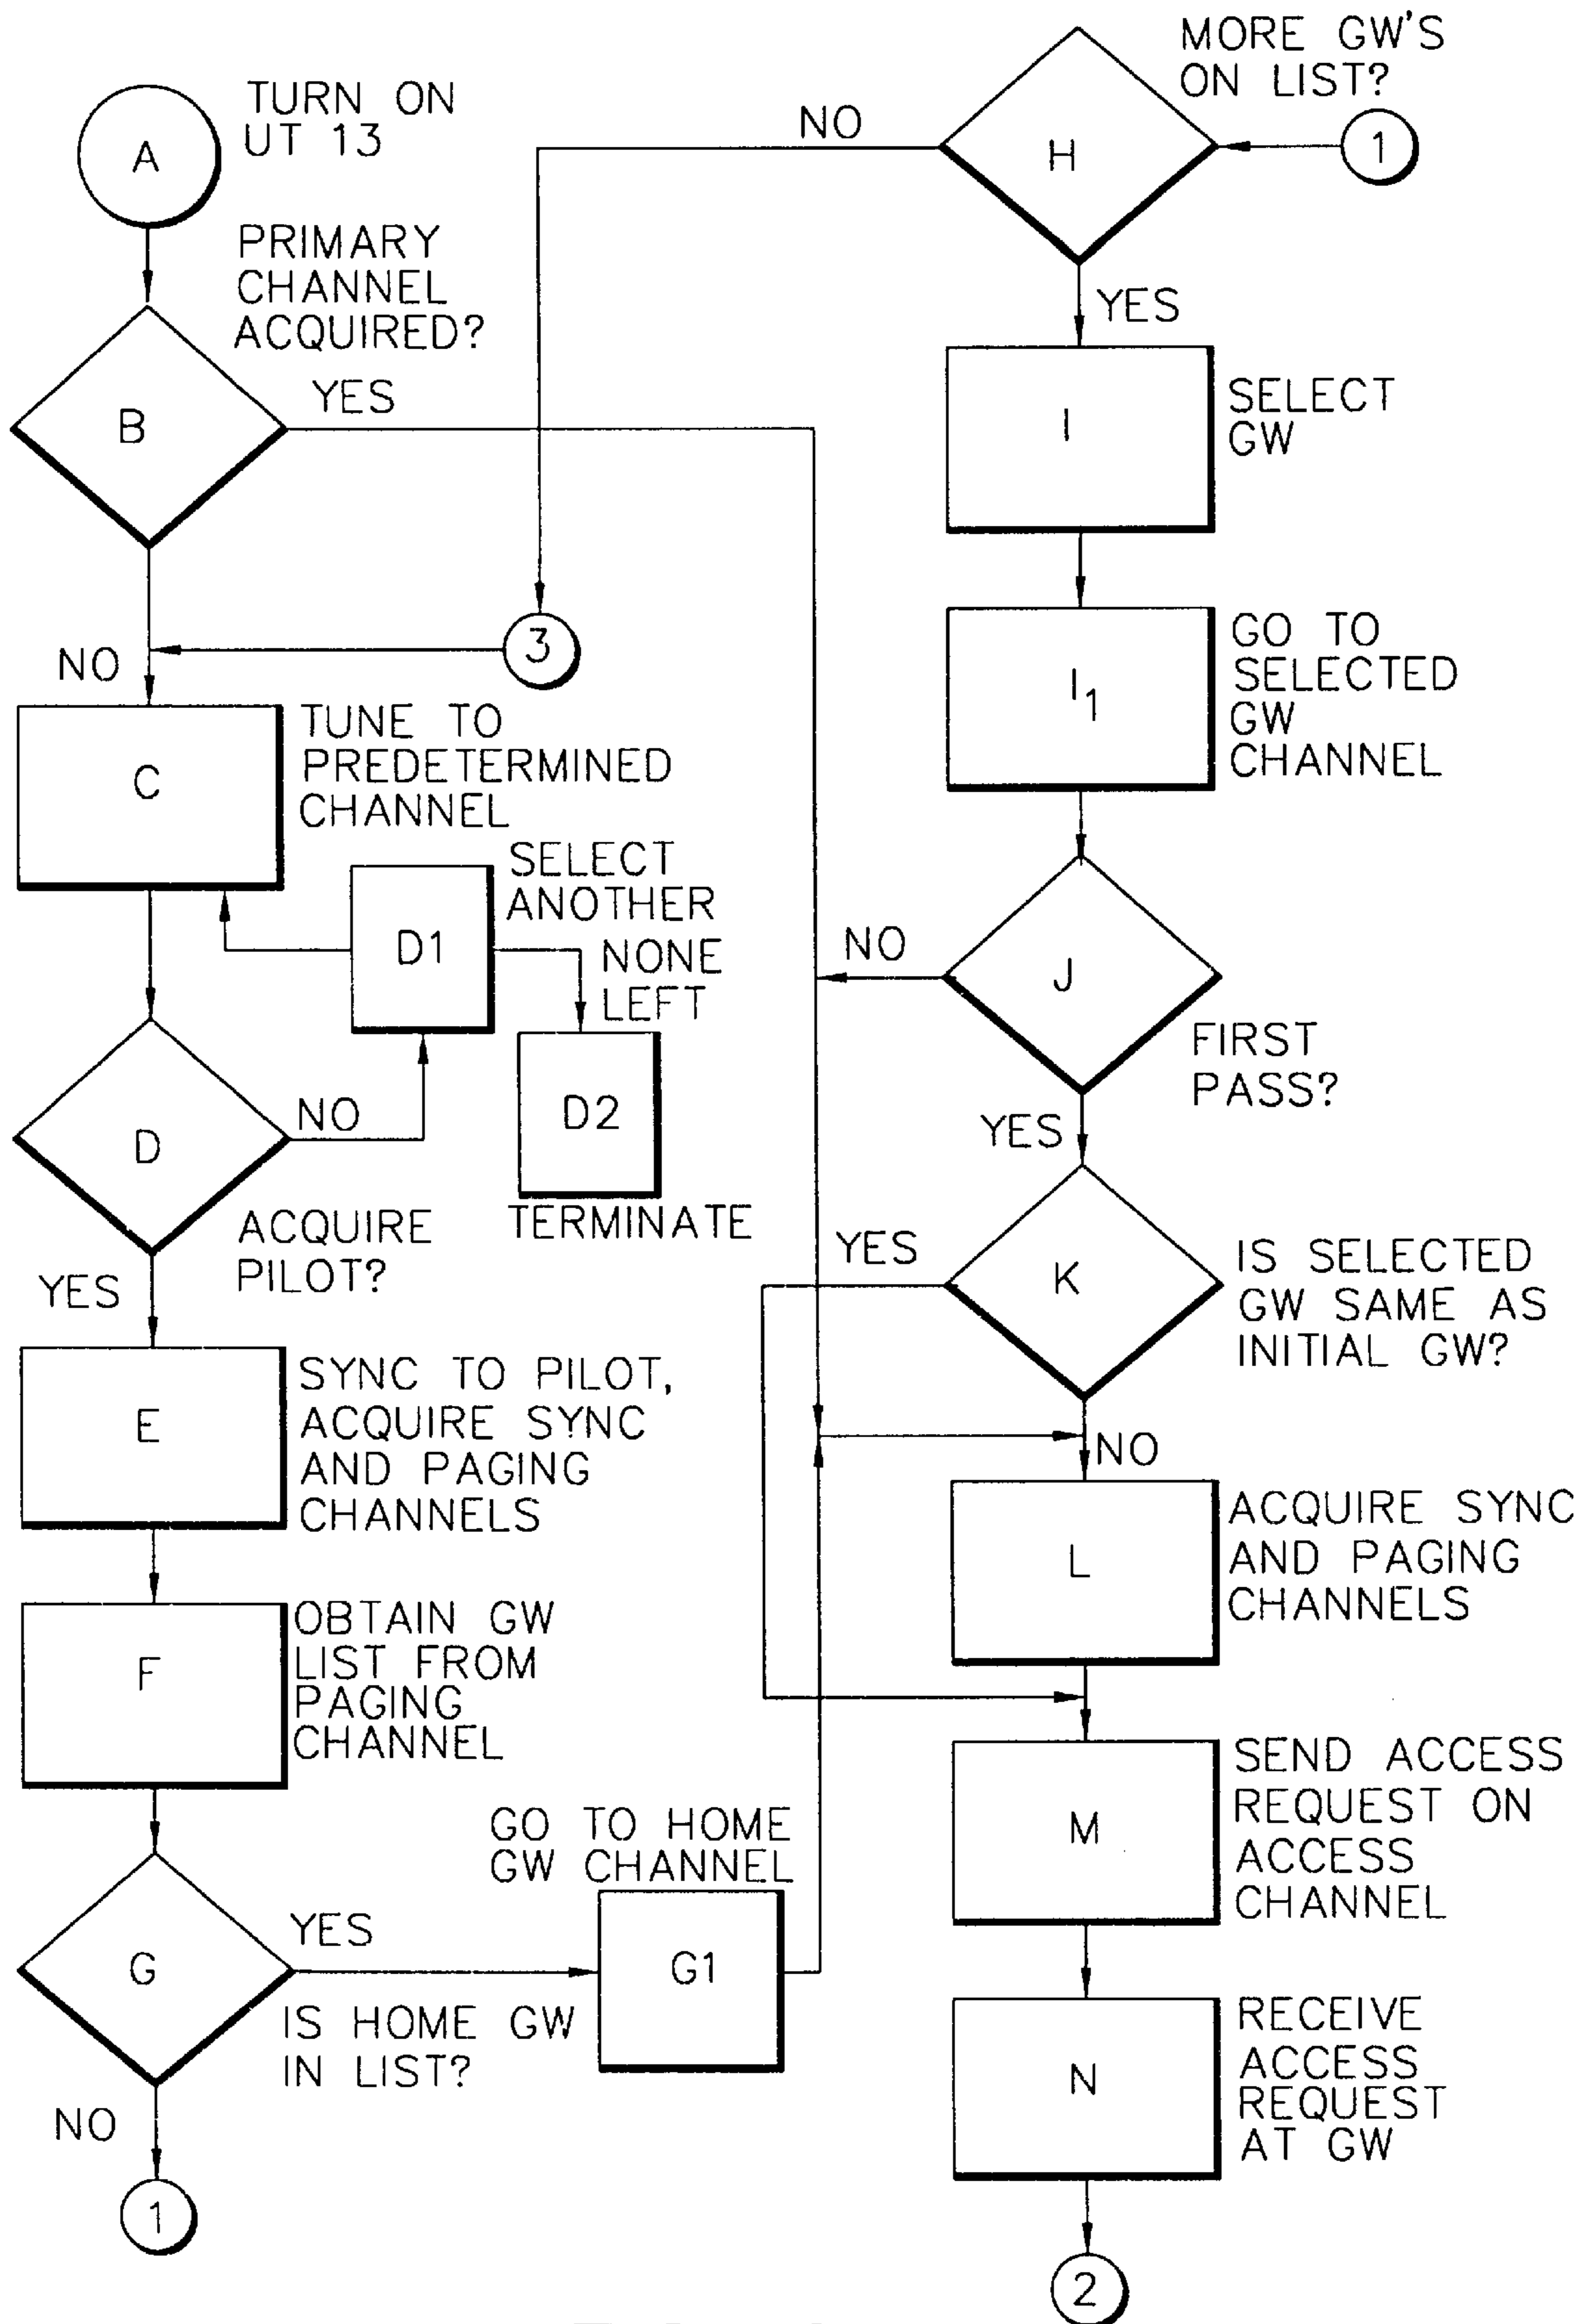 A
TURN ON
UT 13
PRIMARY
CHANNEL
ACQUIRED?
B
YES
NO
3
C
TUNE TO
PREDETERMINED
CHANNEL
D1
SELECT
ANOTHER
NONE
LEFT
D2
TERMINATE
D
NO
ACQUIRE
PILOT?
YES
E
SYNC TO PILOT,
ACQUIRE SYNC
AND PAGING
CHANNELS
F
OBTAIN GW
LIST FROM
PAGING
CHANNEL
G
YES
IS HOME GW
IN LIST?
GO TO HOME
GW CHANNEL
G1
NO
1
MORE GW'S
ON LIST?
1
H
NO
YES
I
SELECT
GW
I1
GO TO
SELECTED
GW
CHANNEL
J
NO
FIRST
PASS?
YES
K
YES
IS SELECTED
GW SAME AS
INITIAL GW?
NO
L
ACQUIRE SYNC
AND PAGING
CHANNELS
M
SEND ACCESS
REQUEST ON
ACCESS
CHANNEL
N
RECEIVE
ACCESS
REQUEST
AT GW
2